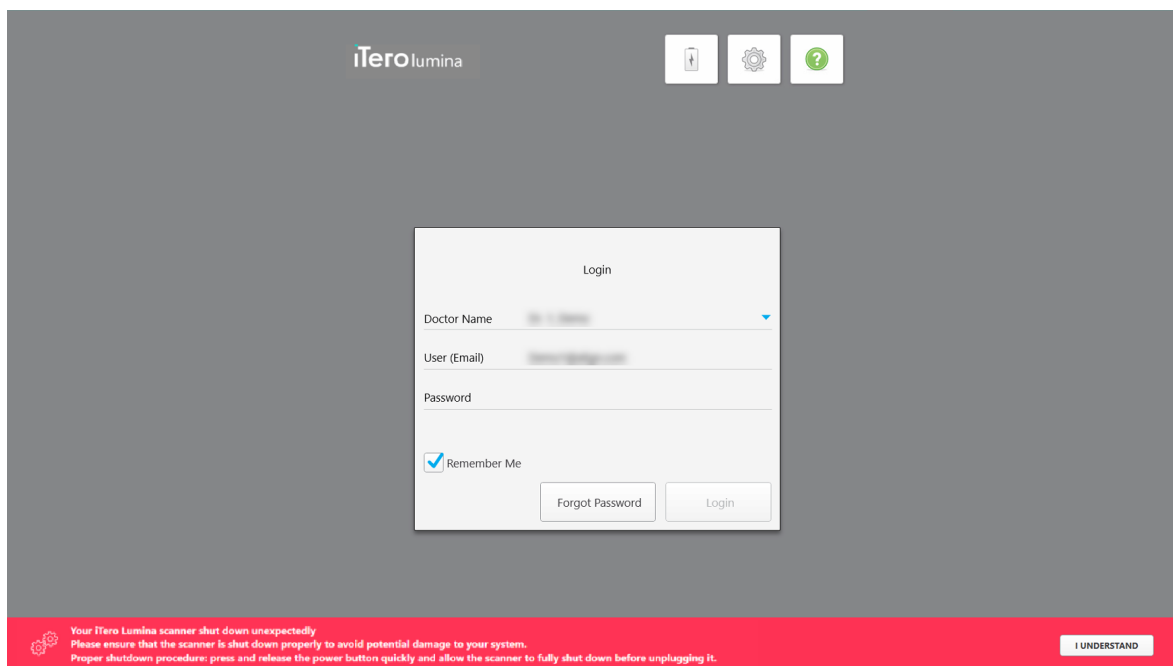 iTero lumina
?
Login
Doctor Name
User (Email)
Password
Remember Me
Forgot Password
Login
Your iTero Lumina scanner shut down unexpectedly
Please ensure that the scanner is shut down properly to avoid potential damage to your system.
Proper shutdown procedure: press and release the power button quickly and allow the scanner to fully shut down before unplugging it.
I UNDERSTAND